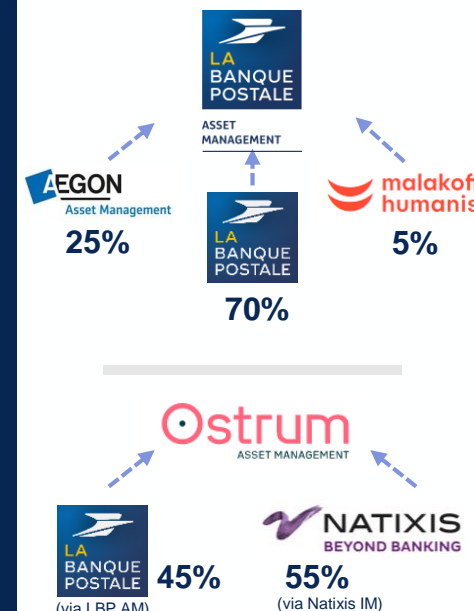 LA
BANQUE
POSTALE
ASSET
MANAGEMENT
AEGON
Asset Management
25%
LA
BANQUE
POSTALE
70%
malakoff
humanis
5%
Ostrum
ASSET MANAGEMENT
LA
BANQUE
POSTALE
45%
(via LBP AM)
NATIXIS
BEYOND BANKING
55%
(via Natixis IM)